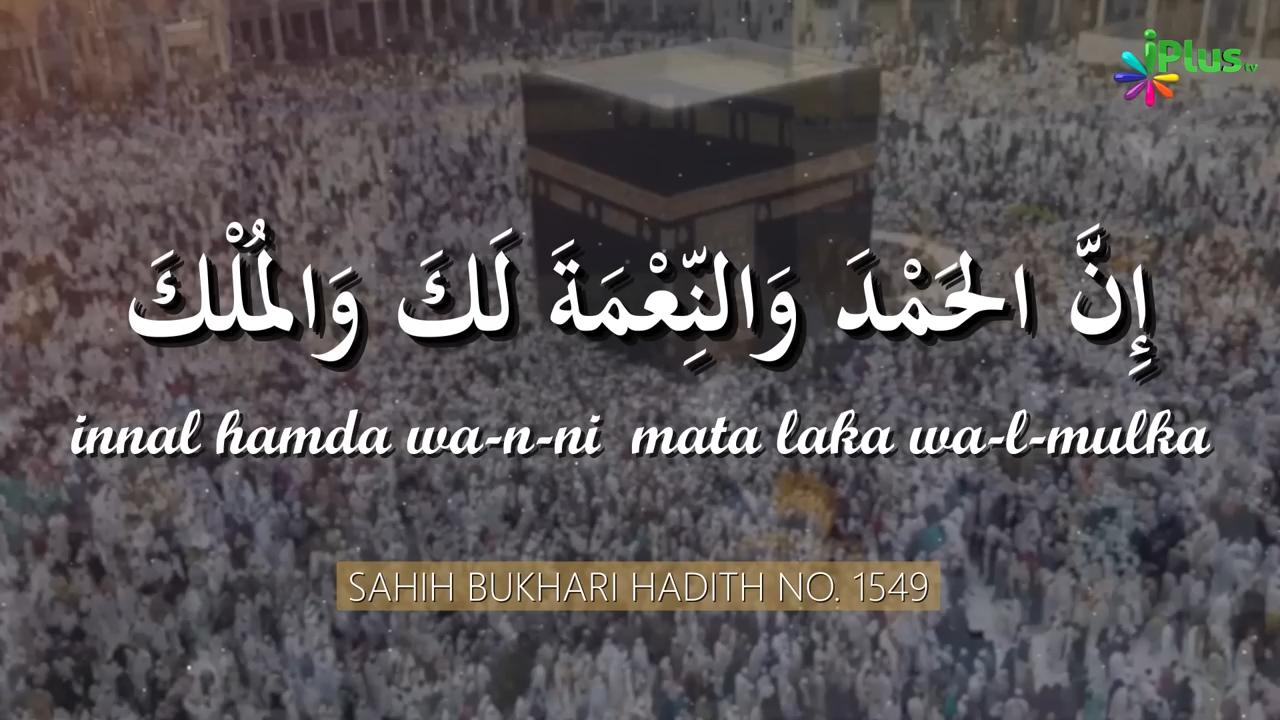 iPlus tv
إِنَّ الحَمْدَ وَالنِّعْمَةَ لَكَ وَالمُلْكَ
innal hamda wa-n-ni mata laka wa-l-mulka
SAHIH BUKHARI HADITH NO. 1549